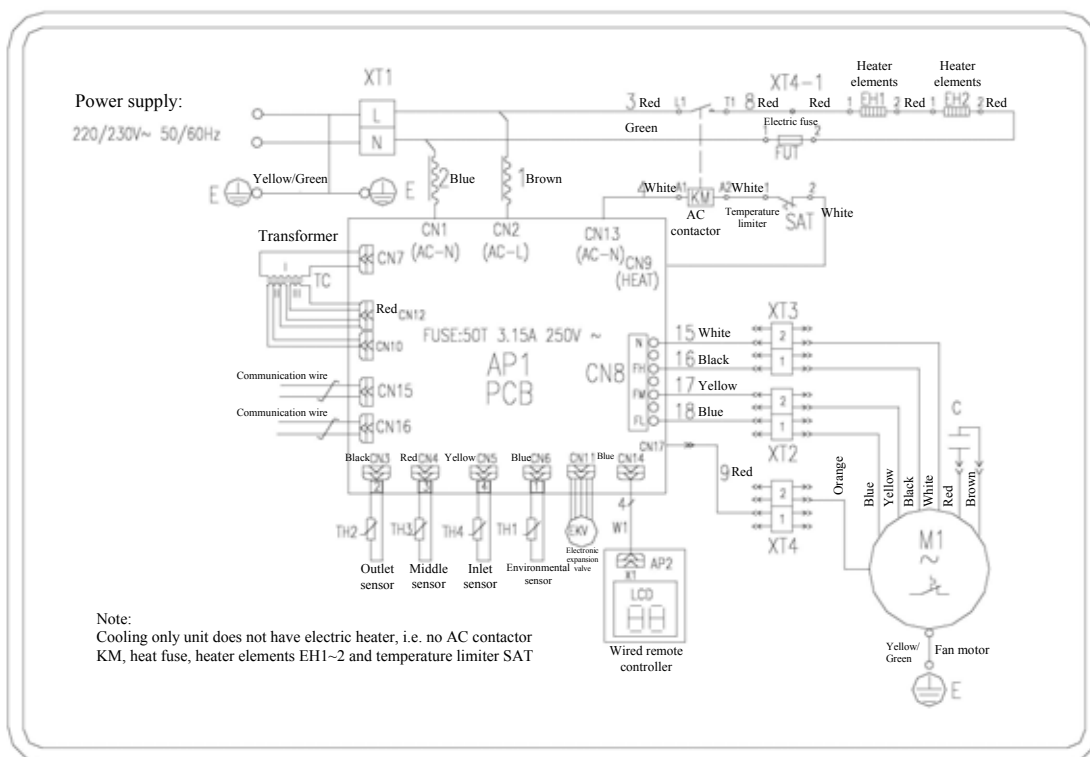 XT1
Power supply:
220/230V~ 50/60Hz
L
N
E
Yellow/Green
E
2 Blue
1 Brown
3 Red
L1
T1
8 Red
XT4-1
Red
Heater
elements
1 EH1 2
Red
Heater
elements
1 EH2 2
Red
Green
Electric fuse
1
2
FUT
4
White
A1
KM
A2
White
1
2
AC
contactor
Temperature
limiter
SAT
White
Transformer
I
II
III
TC
CN7
CN1
(AC-N)
CN2
(AC-L)
CN13
(AC-N)
CN9
(HEAT)
Red
CN12
CN10
FUSE:50T 3.15A 250V ~
AP1
PCB
CN8
N
FH
FM
FL
Communication wire
CN15
Communication wire
CN16
CN17
15 White
16 Black
17 Yellow
18 Blue
9 Red
XT3
2
1
2
1
XT2
2
1
XT4
C
Orange
Blue
Yellow
Black
White
Red
Brown
M1
~
Black CN3
Red CN4
Yellow CN5
Blue CN6
CN11
Blue
CN14
TH2
TH3
TH4
TH1
EKV
4
W1
Outlet
sensor
Middle
sensor
Inlet
sensor
Environmental
sensor
Electronic
expansion
valve
X1
AP2
LCD
88
Wired remote
controller
Yellow/
Green
Fan motor
E
Note:
Cooling only unit does not have electric heater, i.e. no AC contactor
KM, heat fuse, heater elements EH1~2 and temperature limiter SAT